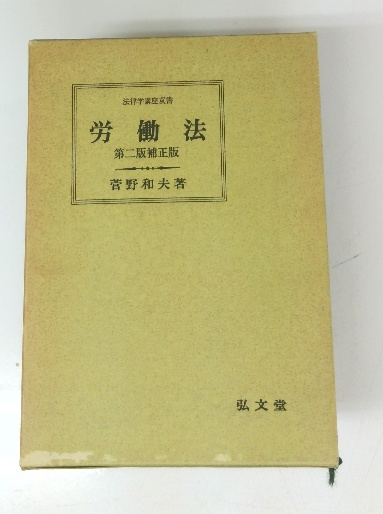 法律学講座双書
労働法
第二版補正版
菅野和夫著
弘文堂